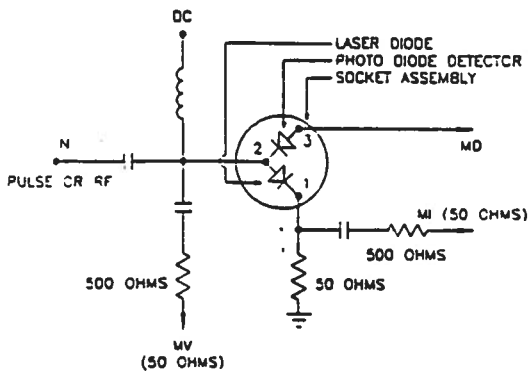 DC
LASER DIODE
PHOTO DIODE DETECTOR
SOCKET ASSEMBLY
N
PULSE OR RF
2
3
1
MD
MI (50 OHMS)
500 OHMS
500 OHMS
50 OHMS
MV
(50 OHMS)